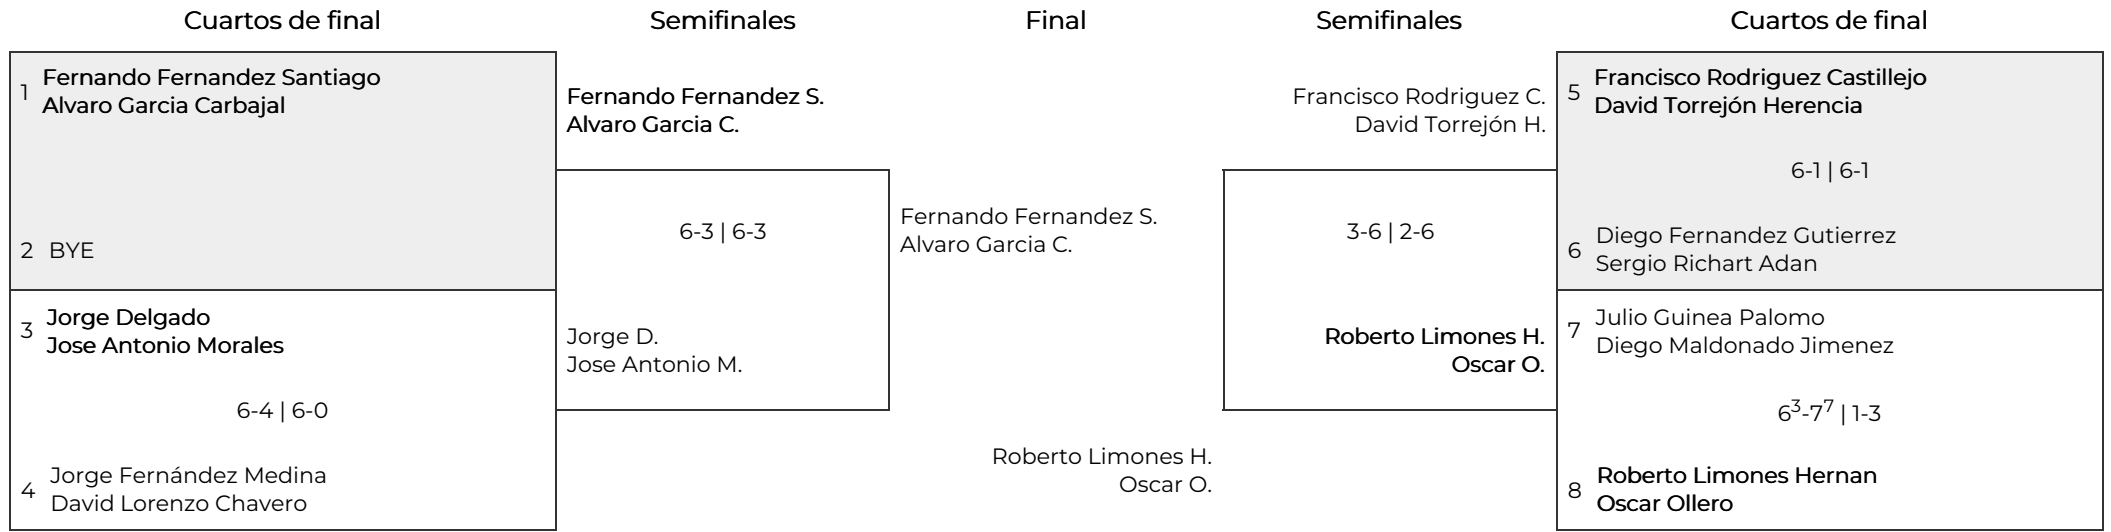 Cuartos de final
Semifinales
Final
Semifinales
Cuartos de final
1
Fernando Fernandez Santiago
Alvaro Garcia Carbajal
2 BYE
3
Jorge Delgado
Jose Antonio Morales
6-4 | 6-0
4
Jorge Fernández Medina
David Lorenzo Chavero
Fernando Fernandez S.
Alvaro Garcia C.
6-3 | 6-3
Jorge D.
Jose Antonio M.
Fernando Fernandez S.
Alvaro Garcia C.
Roberto Limones H.
Oscar O.
Francisco Rodriguez C.
David Torrejón H.
3-6 | 2-6
Roberto Limones H.
Oscar O.
5
Francisco Rodriguez Castillejo
David Torrejón Herencia
6-1 | 6-1
6
Diego Fernandez Gutierrez
Sergio Richart Adan
7
Julio Guinea Palomo
Diego Maldonado Jimenez
6³-7⁷ | 1-3
8
Roberto Limones Hernan
Oscar Ollero